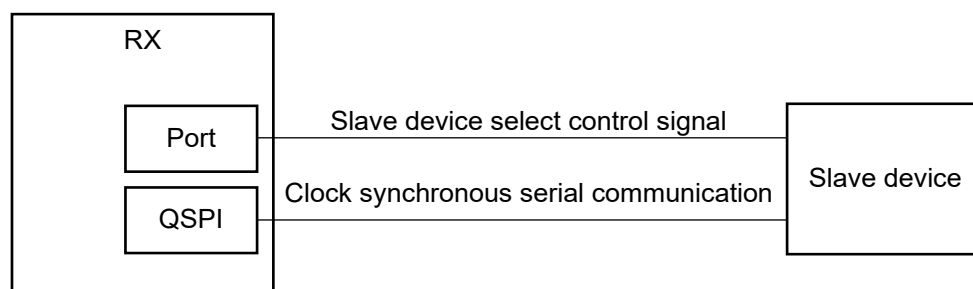 RX
Port
Slave device select control signal
QSPI
Clock synchronous serial communication
Slave device